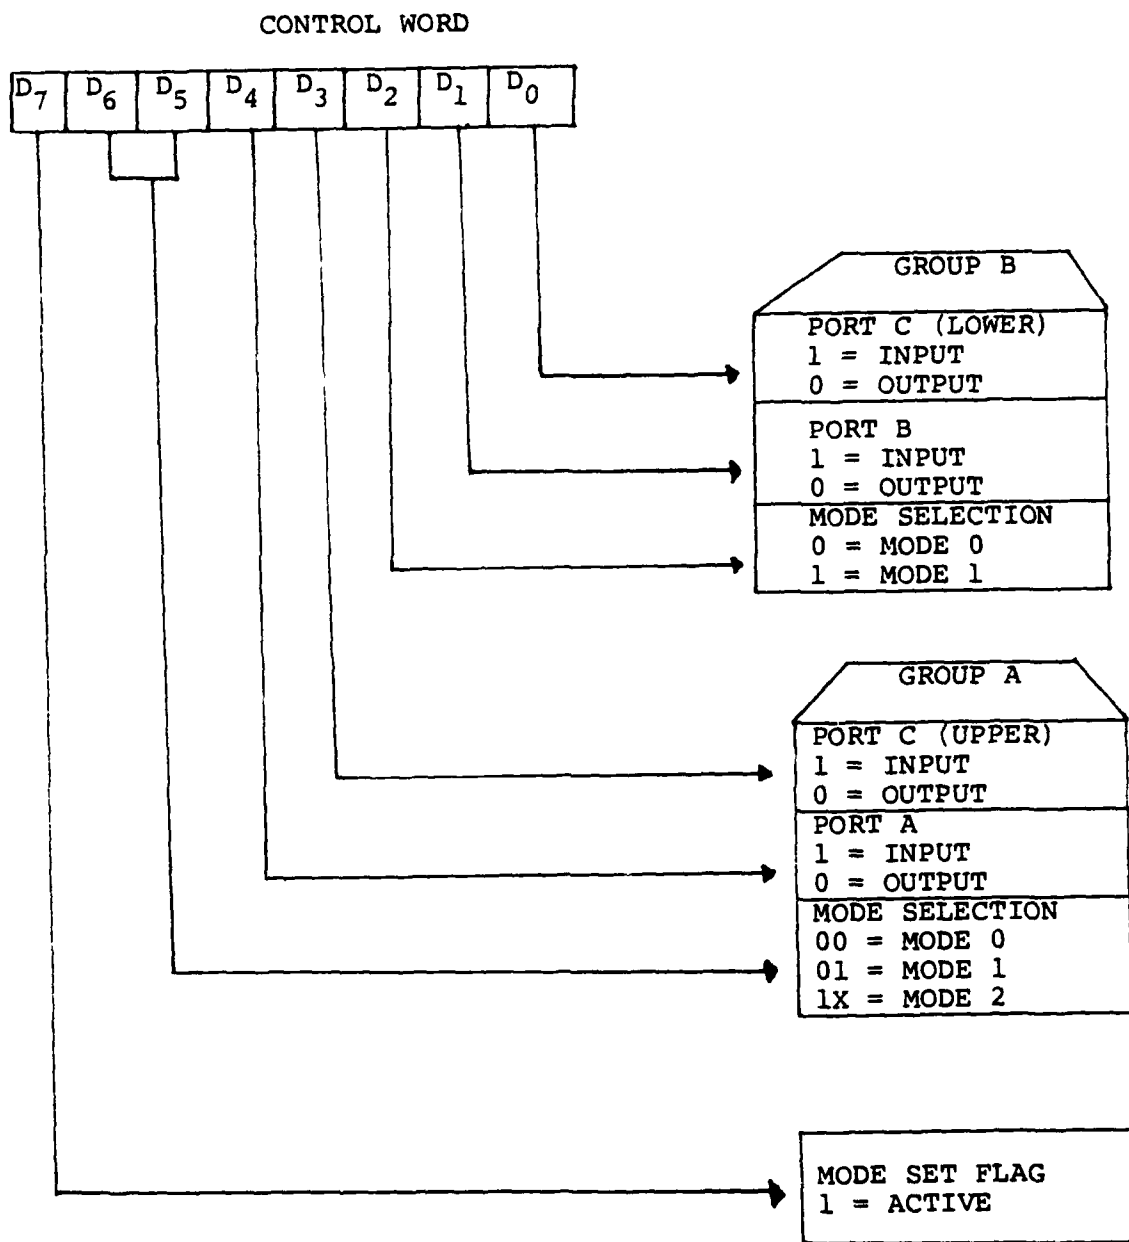 CONTROL WORD
D7 D6 D5 D4 D3 D2 D1 D0
GROUP B
PORT C (LOWER)
1 = INPUT
0 = OUTPUT
PORT B
1 = INPUT
0 = OUTPUT
MODE SELECTION
0 = MODE 0
1 = MODE 1
GROUP A
PORT C (UPPER)
1 = INPUT
0 = OUTPUT
PORT A
1 = INPUT
0 = OUTPUT
MODE SELECTION
00 = MODE 0
01 = MODE 1
1X = MODE 2
MODE SET FLAG
1 = ACTIVE